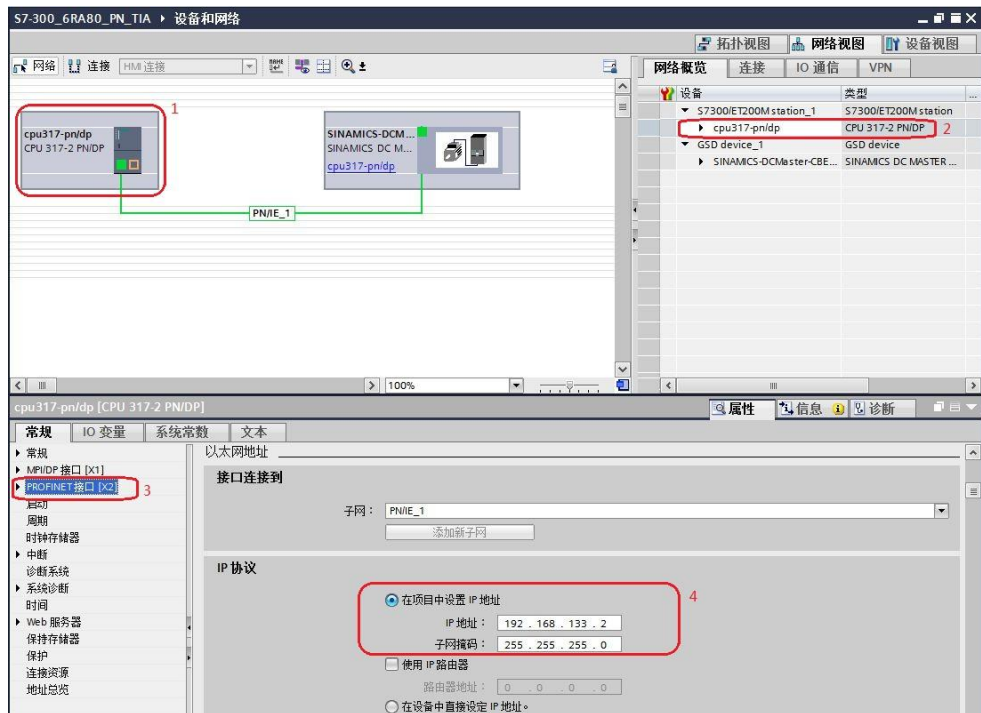 S7-300_6RA80_PN_TIA ▸ 设备和网络
拓扑视图 网络视图 设备视图
网络 连接 HMI连接
网络概览 连接 IO 通信 VPN
设备 类型 ...
1
S7300/ET200M station_1 S7300/ET200M station
cpu317-pn/dp CPU 317-2 PN/DP 2
GSD device_1 GSD device
SINAMICS-DCMaster-CBE... SINAMICS DC MASTER ...
cpu317-pn/dp
CPU 317-2 PN/DP
SINAMICS-DCM...
SINAMICS DC M...
cpu317-pn/dp
PN/IE_1
100%
cpu317-pn/dp [CPU 317-2 PN/DP]
属性 信息 诊断
常规 IO 变量 系统常数 文本
常规
MPI/DP 接口 [X1]
PROFINET接口 [X2] 3
启动
周期
时钟存储器
中断
诊断系统
系统诊断
时间
Web 服务器
保持存储器
保护
连接资源
地址总览
以太网地址
接口连接到
子网： PN/IE_1
添加新子网
IP 协议
在项目中设置 IP 地址 4
IP 地址： 192 . 168 . 133 . 2
子网掩码： 255 . 255 . 255 . 0
使用 IP 路由器
路由器地址： 0 . 0 . 0 . 0
在设备中直接设定 IP 地址。